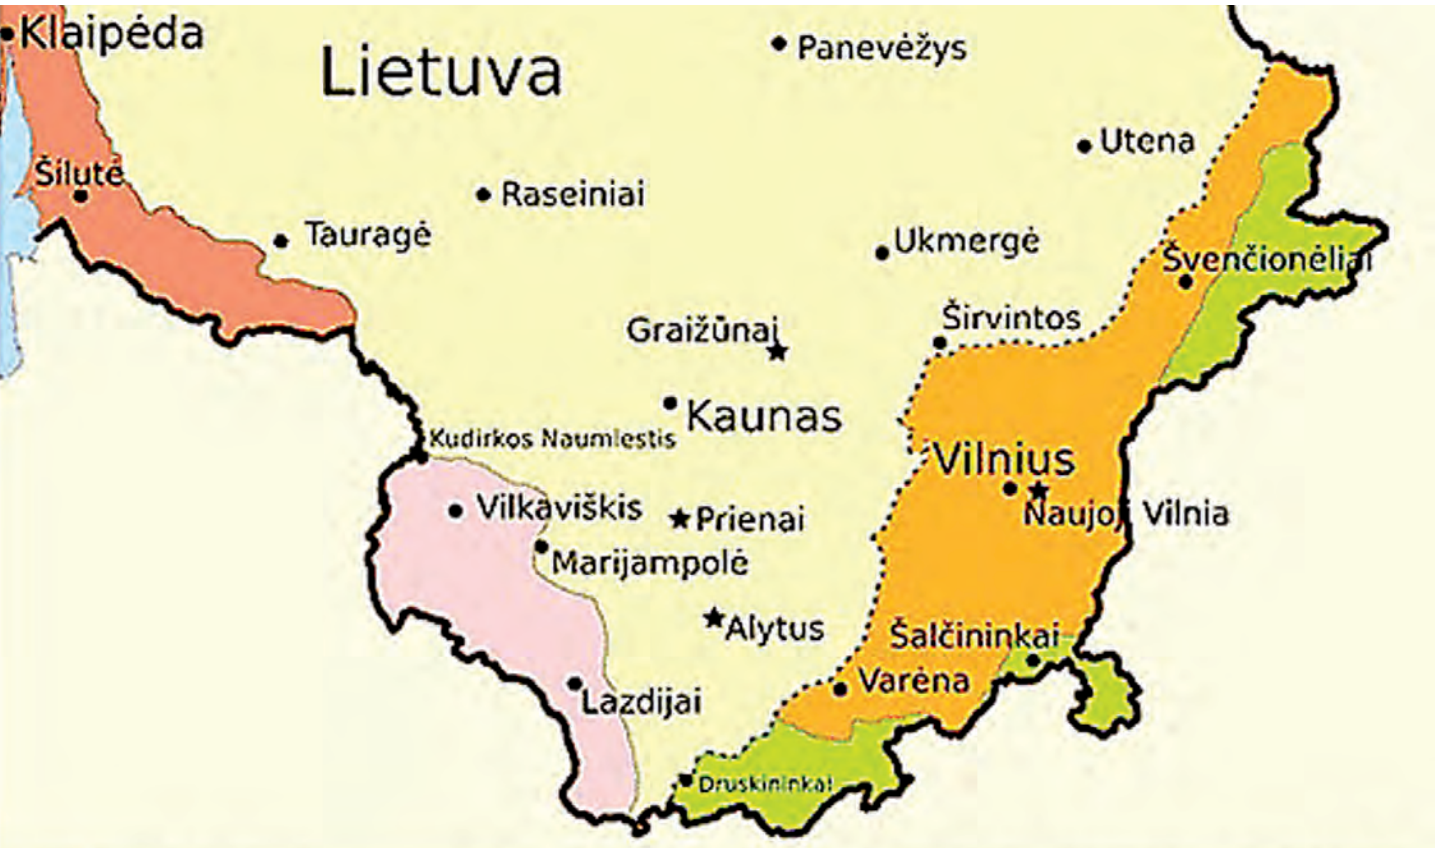 Klaipėda
Lietuva
Panevėžys
Utena
Šilutė
Raseiniai
Tauragė
Ukmergė
Švenčionėliai
Širvintos
Graižūnai
Kaunas
Kudirkos Naumiestis
Vilnius
Vilkaviškis
Prienai
Naujoji Vilnia
Marijampolė
Alytus
Šalčininkai
Varėna
Lazdijai
Druskininkai